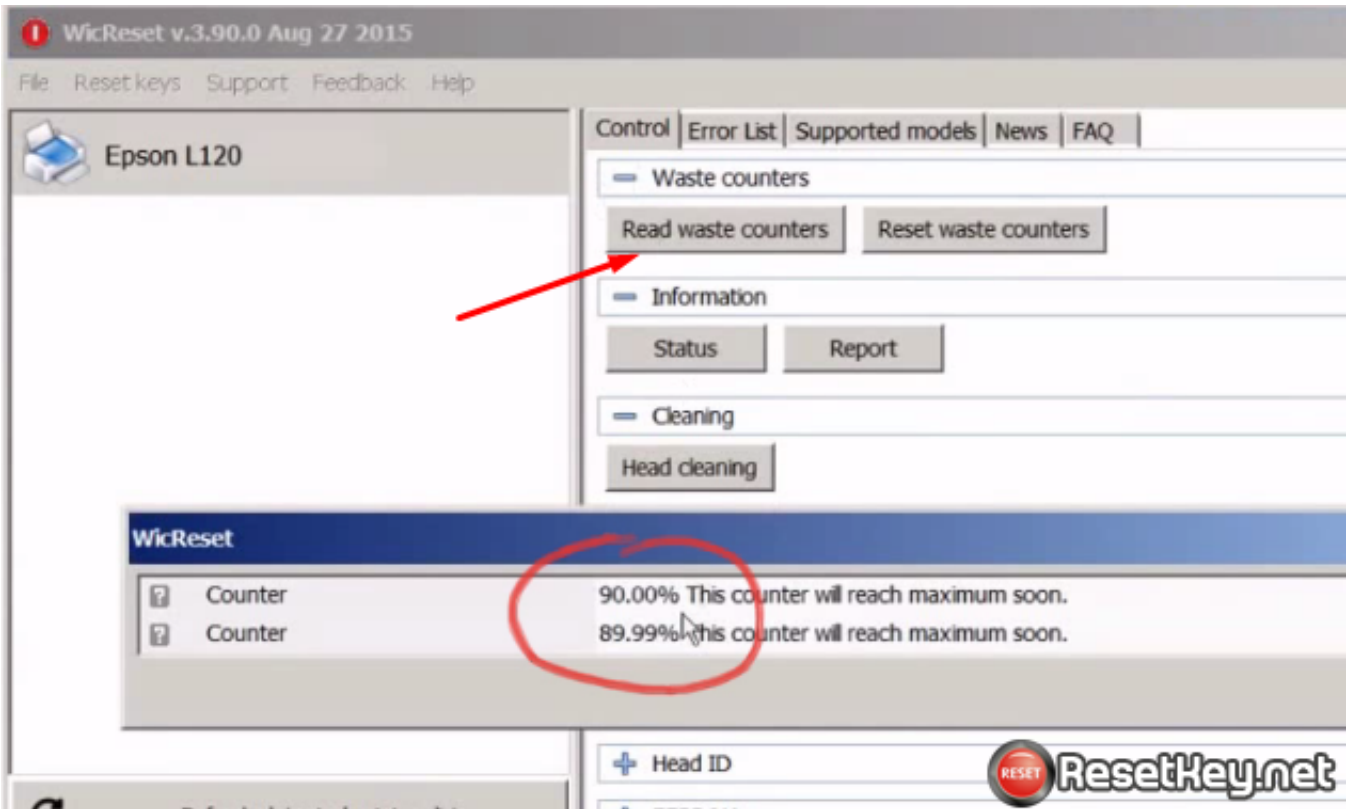 WicReset v.3.90.0 Aug 27 2015
File Reset keys Support Feedback Help
Epson L120
Control Error List Supported models News FAQ
Waste counters
Read waste counters Reset waste counters
Information
Status Report
Cleaning
Head cleaning
WicReset
Counter 90.00% This counter will reach maximum soon.
Counter 89.99% This counter will reach maximum soon.
Head ID
RESET ResetKey.net